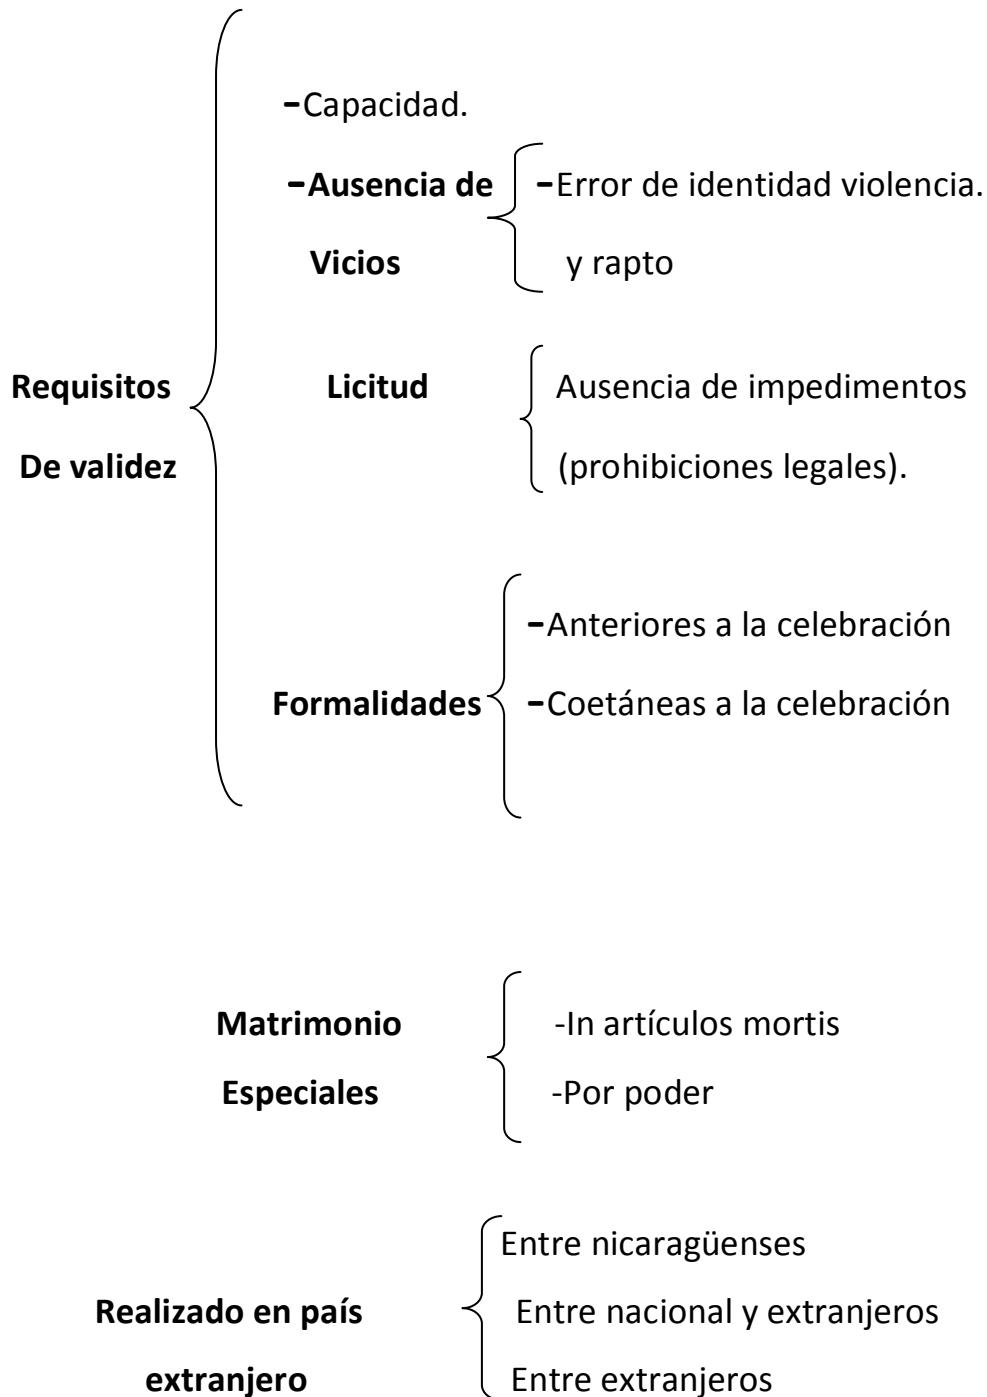 -Capacidad.
-Ausencia de
Vicios
-Error de identidad violencia.
y rapto
Requisitos
De validez
Licitud
Ausencia de impedimentos
(prohibiciones legales).
Formalidades
-Anteriores a la celebración
-Coetáneas a la celebración
Matrimonio
Especiales
-In artículos mortis
-Por poder
Realizado en país
extranjero
Entre nicaragüenses
Entre nacional y extranjeros
Entre extranjeros